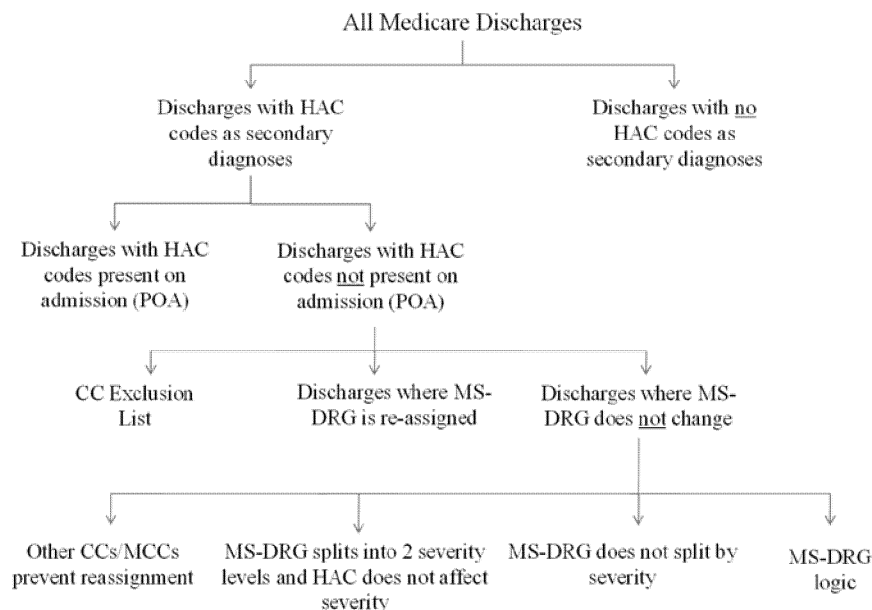 All Medicare Discharges
Discharges with HAC
codes as secondary
diagnoses
Discharges with no
HAC codes as
secondary diagnoses
Discharges with HAC
codes present on
admission (POA)
Discharges with HAC
codes not present on
admission (POA)
CC Exclusion
List
Discharges where MS-
DRG is re-assigned
Discharges where MS-
DRG does not change
Other CCs/MCCs
prevent reassignment
MS-DRG splits into 2 severity
levels and HAC does not affect
severity
MS-DRG does not split by
severity
MS-DRG
logic